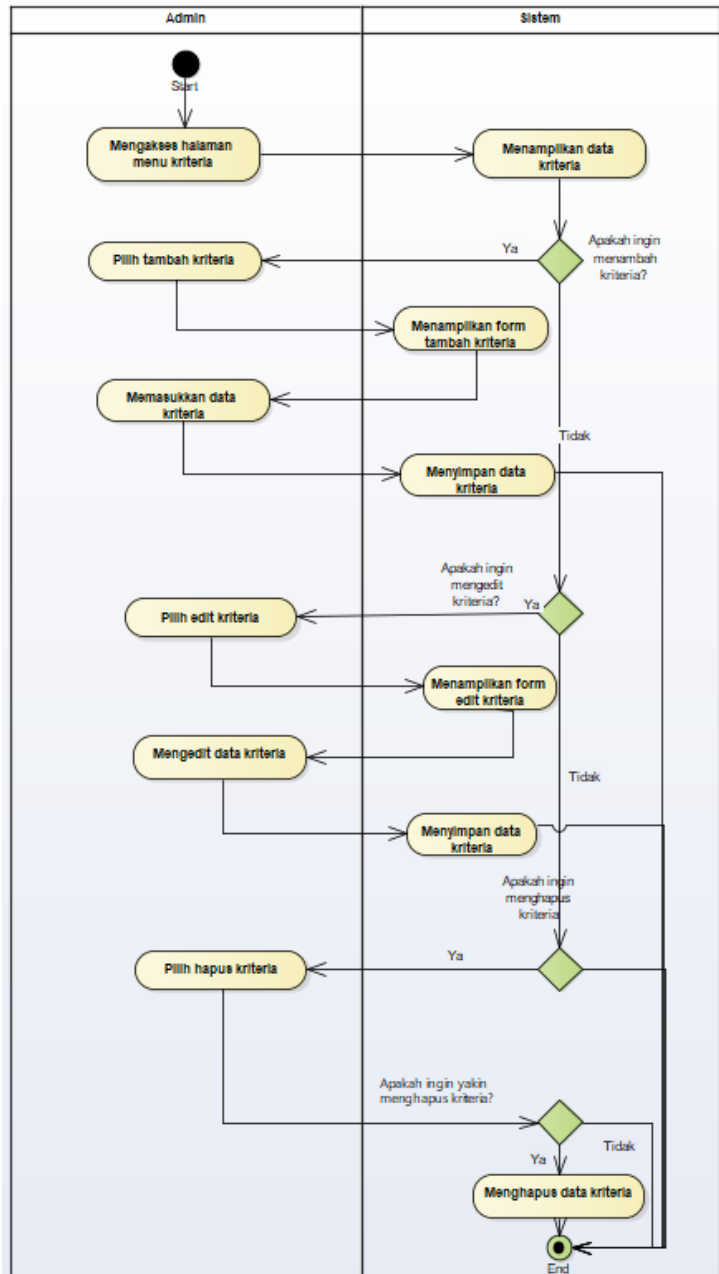 Admin
Sistem
Start
Mengakses halaman
menu kriteria
Menampilkan data
kriteria
Apakah ingin
menambah
kriteria?
Ya
Pilih tambah kriteria
Menampilkan form
tambah kriteria
Memasukkan data
kriteria
Tidak
Menyimpan data
kriteria
Apakah ingin
mengedit
kriteria?
Ya
Pilih edit kriteria
Menampilkan form
edit kriteria
Mengedit data kriteria
Tidak
Menyimpan data
kriteria
Apakah ingin
menghapus
kriteria
Ya
Pilih hapus kriteria
Apakah ingin yakin
menghapus kriteria?
Tidak
Ya
Menghapus data kriteria
End